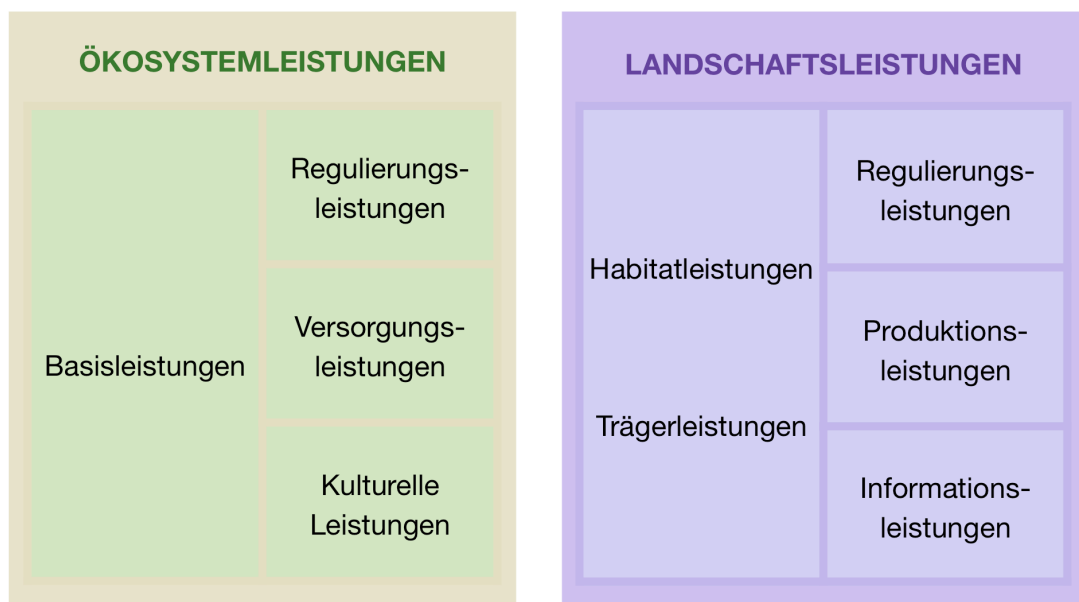 ÖKOSYSTEMLEISTUNGEN
Basisleistungen
Regulierungs-
leistungen
Versorgungs-
leistungen
Kulturelle
Leistungen
LANDSCHAFTSLEISTUNGEN
Habitatleistungen
Trägerleistungen
Regulierungs-
leistungen
Produktions-
leistungen
Informations-
leistungen